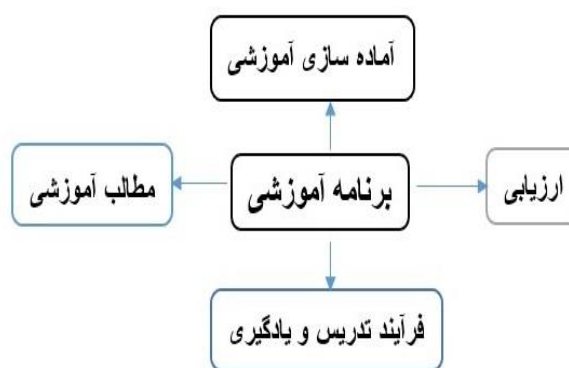 آماده سازی آموزشی
ارزیابی
برنامه آموزشی
مطالب آموزشی
فرآیند تدریس و یادگیری